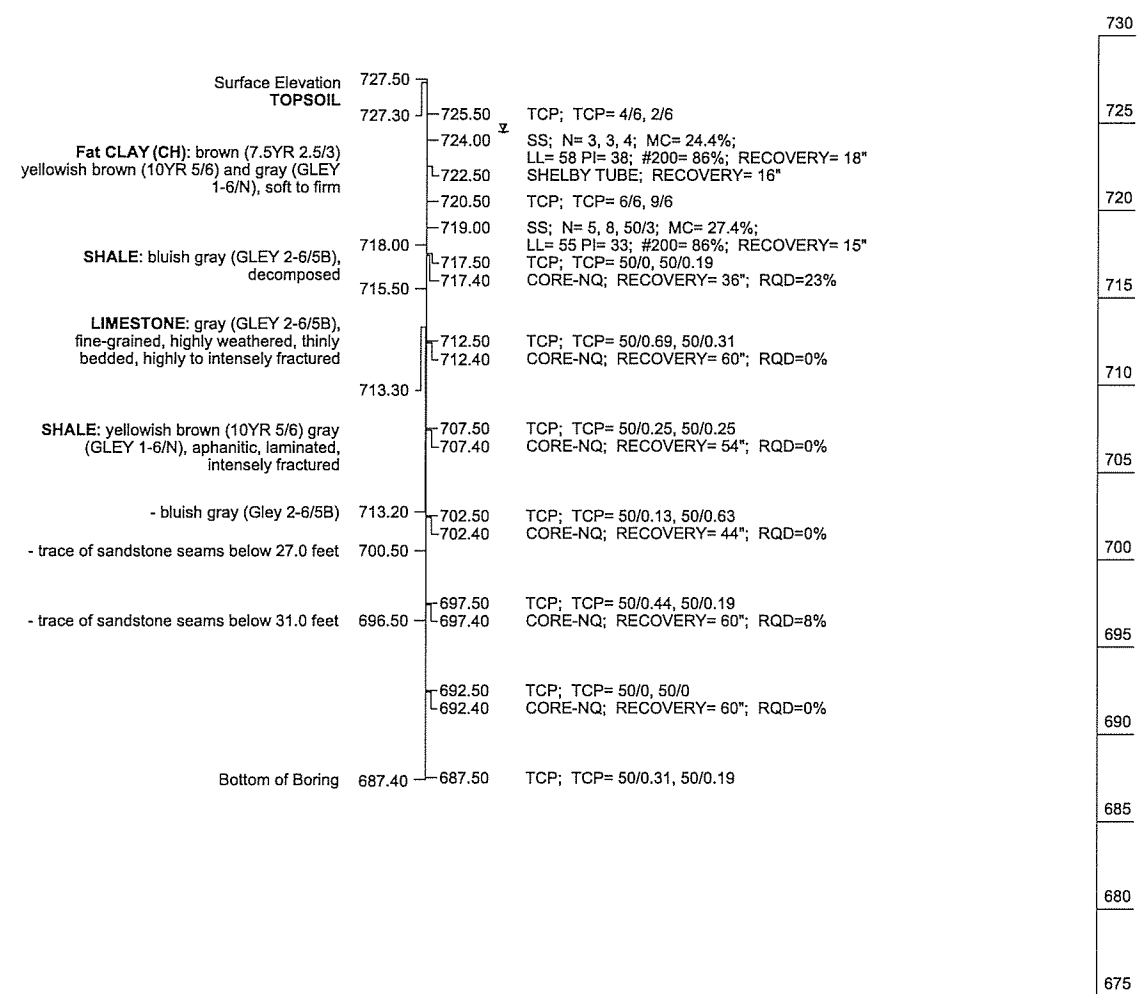 730
Surface Elevation 727.50
TOPSOIL
727.30
725.50 TCP; TCP= 4/6, 2/6
725
724.00 SS; N= 3, 3, 4; MC= 24.4%;
LL= 58 PI= 38; #200= 86%; RECOVERY= 18"
Fat CLAY (CH): brown (7.5YR 2.5/3)
yellowish brown (10YR 5/6) and gray (GLEY
1-6/N), soft to firm
722.50 SHELBY TUBE; RECOVERY= 16"
720.50 TCP; TCP= 6/6, 9/6
720
719.00 SS; N= 5, 8, 50/3; MC= 27.4%;
LL= 55 PI= 33; #200= 86%; RECOVERY= 15"
718.00
SHALE: bluish gray (GLEY 2-6/5B),
decomposed
717.50 TCP; TCP= 50/0, 50/0.19
717.40 CORE-NQ; RECOVERY= 36"; RQD=23%
715.50
715
LIMESTONE: gray (GLEY 2-6/5B),
fine-grained, highly weathered, thinly
bedded, highly to intensely fractured
712.50 TCP; TCP= 50/0.69, 50/0.31
712.40 CORE-NQ; RECOVERY= 60"; RQD=0%
713.30
710
SHALE: yellowish brown (10YR 5/6) gray
(GLEY 1-6/N), aphanitic, laminated,
intensely fractured
707.50 TCP; TCP= 50/0.25, 50/0.25
707.40 CORE-NQ; RECOVERY= 54"; RQD=0%
705
- bluish gray (Gley 2-6/5B) 713.20
702.50 TCP; TCP= 50/0.13, 50/0.63
702.40 CORE-NQ; RECOVERY= 44"; RQD=0%
- trace of sandstone seams below 27.0 feet 700.50
700
697.50 TCP; TCP= 50/0.44, 50/0.19
- trace of sandstone seams below 31.0 feet 696.50
697.40 CORE-NQ; RECOVERY= 60"; RQD=8%
695
692.50 TCP; TCP= 50/0, 50/0
692.40 CORE-NQ; RECOVERY= 60"; RQD=0%
690
Bottom of Boring 687.40
687.50 TCP; TCP= 50/0.31, 50/0.19
685
680
675